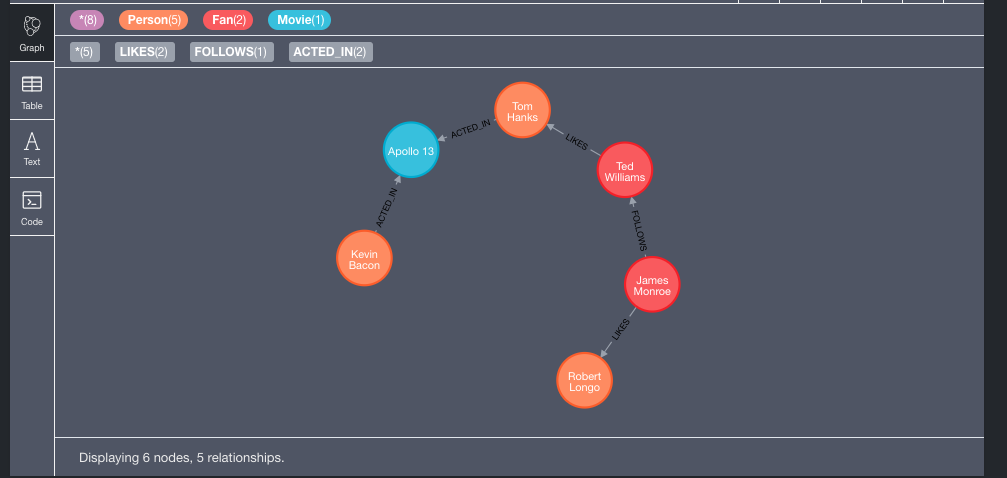 *(8) Person(5) Fan(2) Movie(1)
*(5) LIKES(2) FOLLOWS(1) ACTED_IN(2)
Graph
Table
Text
Code
Tom
Hanks
ACTED_IN
LIKES
Apollo 13
Ted
Williams
ACTED_IN
FOLLOWS
Kevin
Bacon
James
Monroe
LIKES
Robert
Longo
Displaying 6 nodes, 5 relationships.